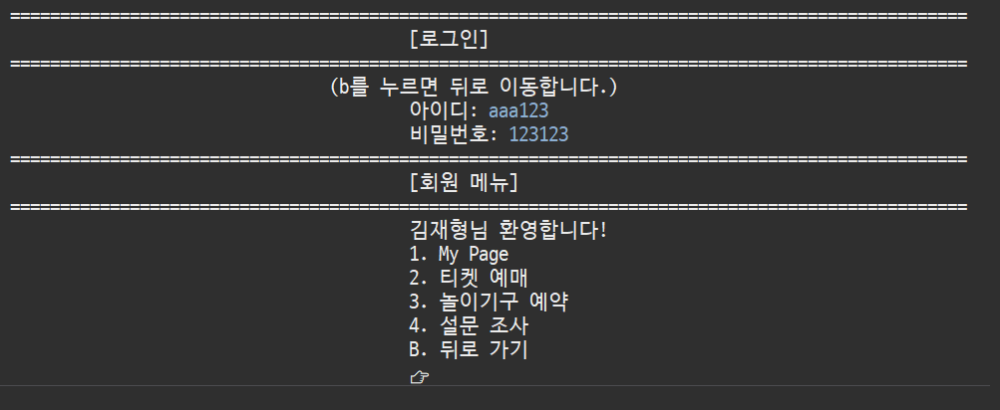 ================================================================================================
[로그인]
================================================================================================
(b를 누르면 뒤로 이동합니다.)
아이디: aaa123
비밀번호: 123123
================================================================================================
[회원 메뉴]
================================================================================================
김재형님 환영합니다!
1. My Page
2. 티켓 예매
3. 놀이기구 예약
4. 설문 조사
B. 뒤로 가기
☞